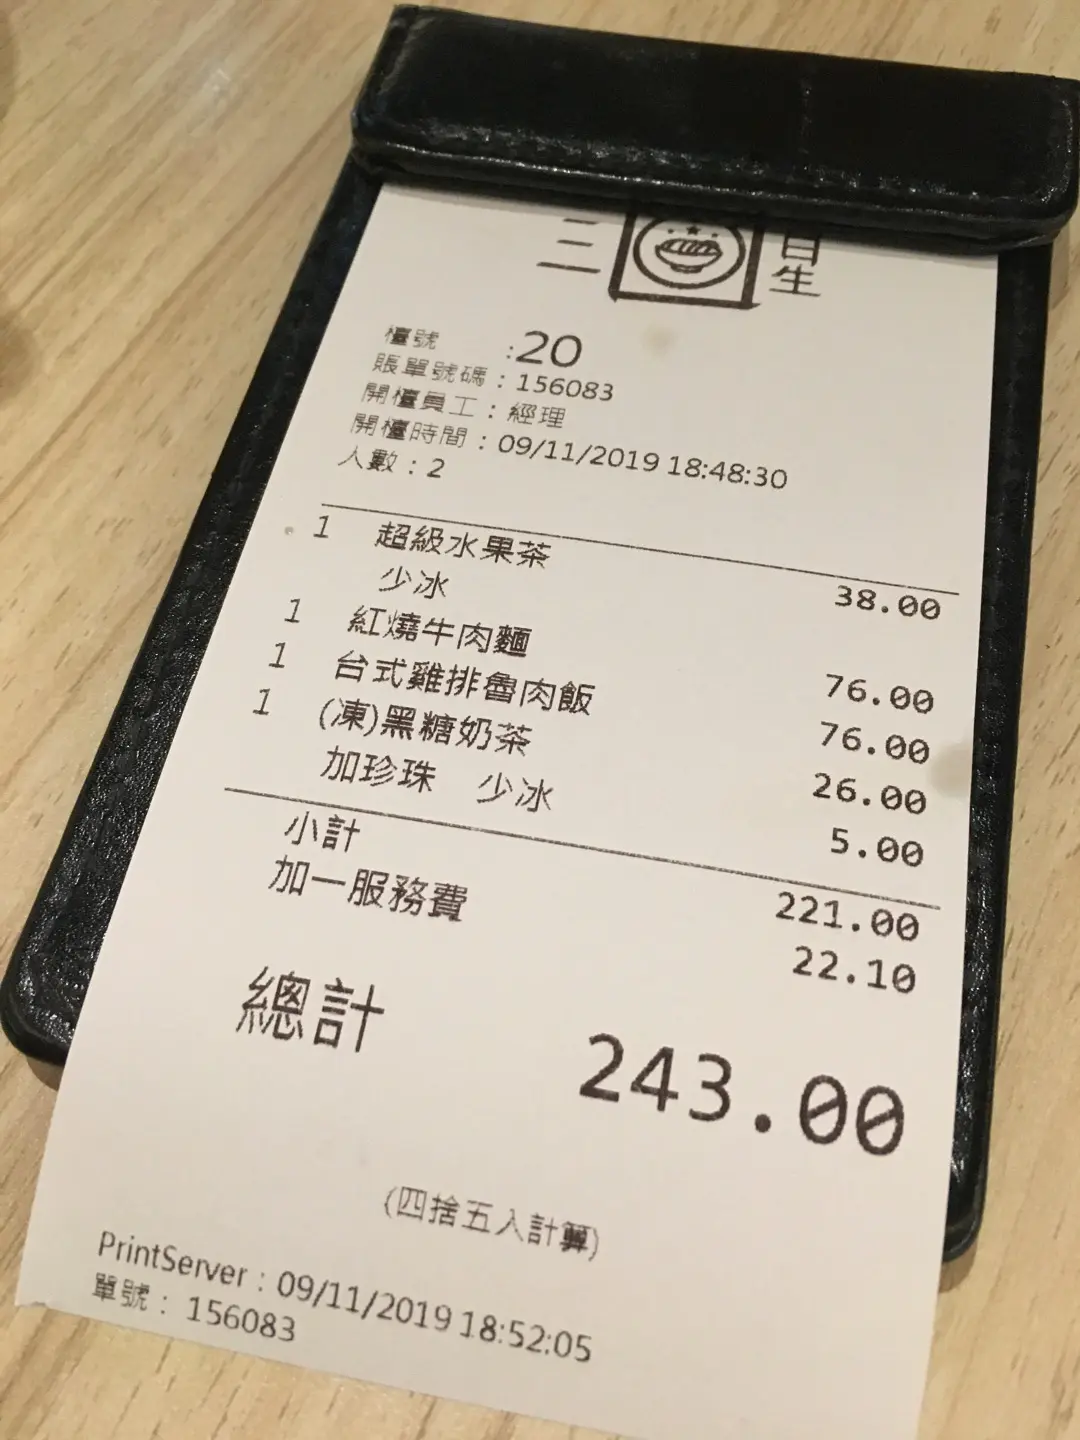 日
生
檯號 :20
賬單號碼：156083
開檯員工：經理
開檯時間：09/11/2019 18:48:30
人數：2
1 超級水果茶 38.00
少冰
1 紅燒牛肉麵 76.00
1 台式雞排魯肉飯 76.00
1 (凍)黑糖奶茶 26.00
加珍珠 少冰 5.00
小計 221.00
加一服務費 22.10
總計 243.00
(四捨五入計算)
PrintServer：09/11/2019 18:52:05
單號：156083